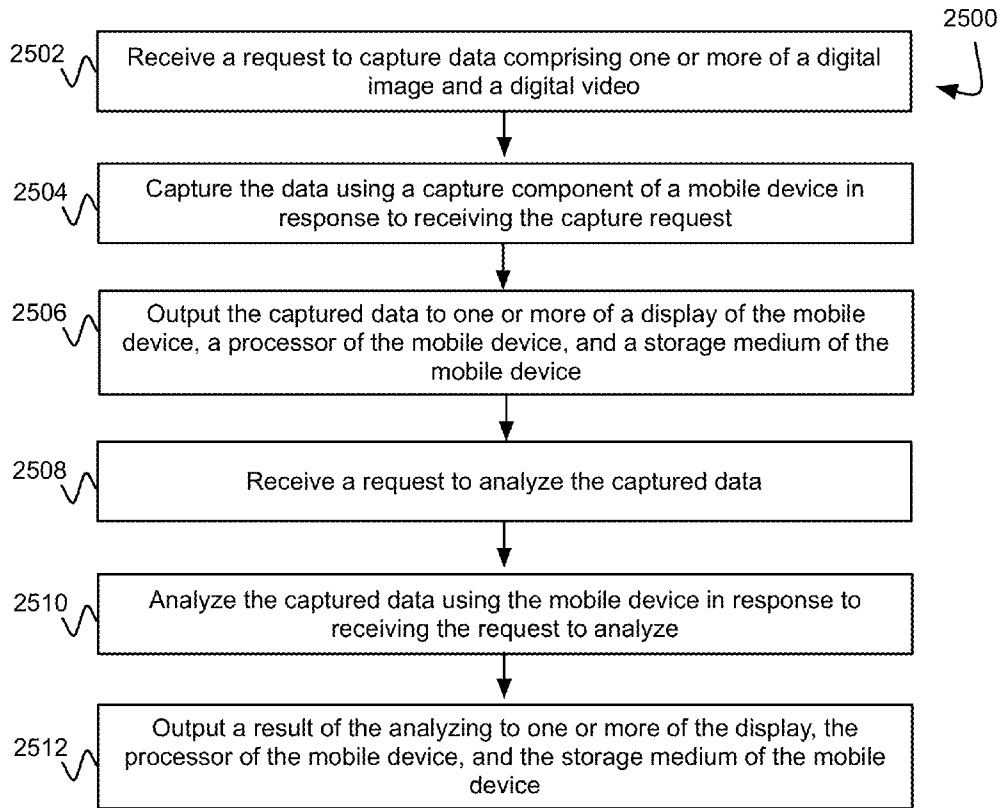 2500
2502
Receive a request to capture data comprising one or more of a digital
image and a digital video
2504
Capture the data using a capture component of a mobile device in
response to receiving the capture request
2506
Output the captured data to one or more of a display of the mobile
device, a processor of the mobile device, and a storage medium of the
mobile device
2508
Receive a request to analyze the captured data
2510
Analyze the captured data using the mobile device in response to
receiving the request to analyze
2512
Output a result of the analyzing to one or more of the display, the
processor of the mobile device, and the storage medium of the mobile
device